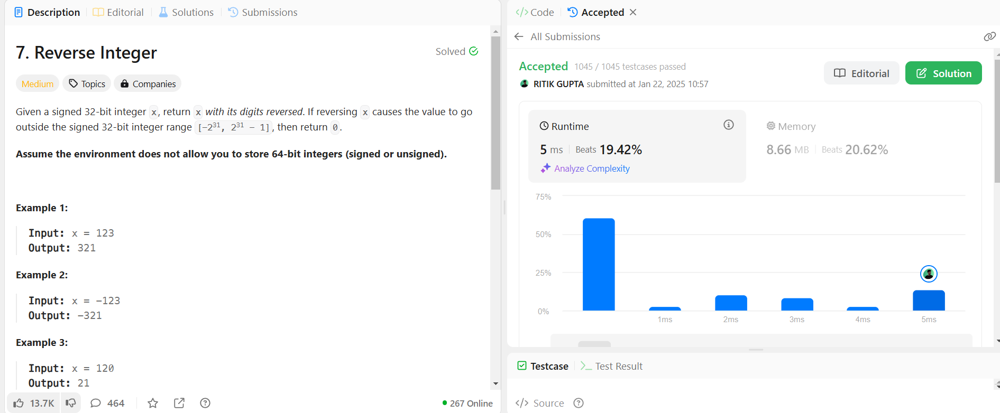 Description Editorial Solutions Submissions
7. Reverse Integer
Solved
Medium Topics Companies
Given a signed 32-bit integer x, return x with its digits reversed. If reversing x causes the value to go
outside the signed 32-bit integer range [−2³¹, 2³¹ − 1], then return 0.
Assume the environment does not allow you to store 64-bit integers (signed or unsigned).
Example 1:
Input: x = 123
Output: 321
Example 2:
Input: x = −123
Output: −321
Example 3:
Input: x = 120
Output: 21
13.7K 464
267 Online
</> Code Accepted
All Submissions
Accepted 1045 / 1045 testcases passed
RITIK GUPTA submitted at Jan 22, 2025 10:57
Editorial Solution
Runtime
5 ms | Beats 19.42%
Analyze Complexity
Memory
8.66 MB | Beats 20.62%
75%
50%
25%
0%
1ms 2ms 3ms 4ms 5ms
Testcase >_ Test Result
</> Source